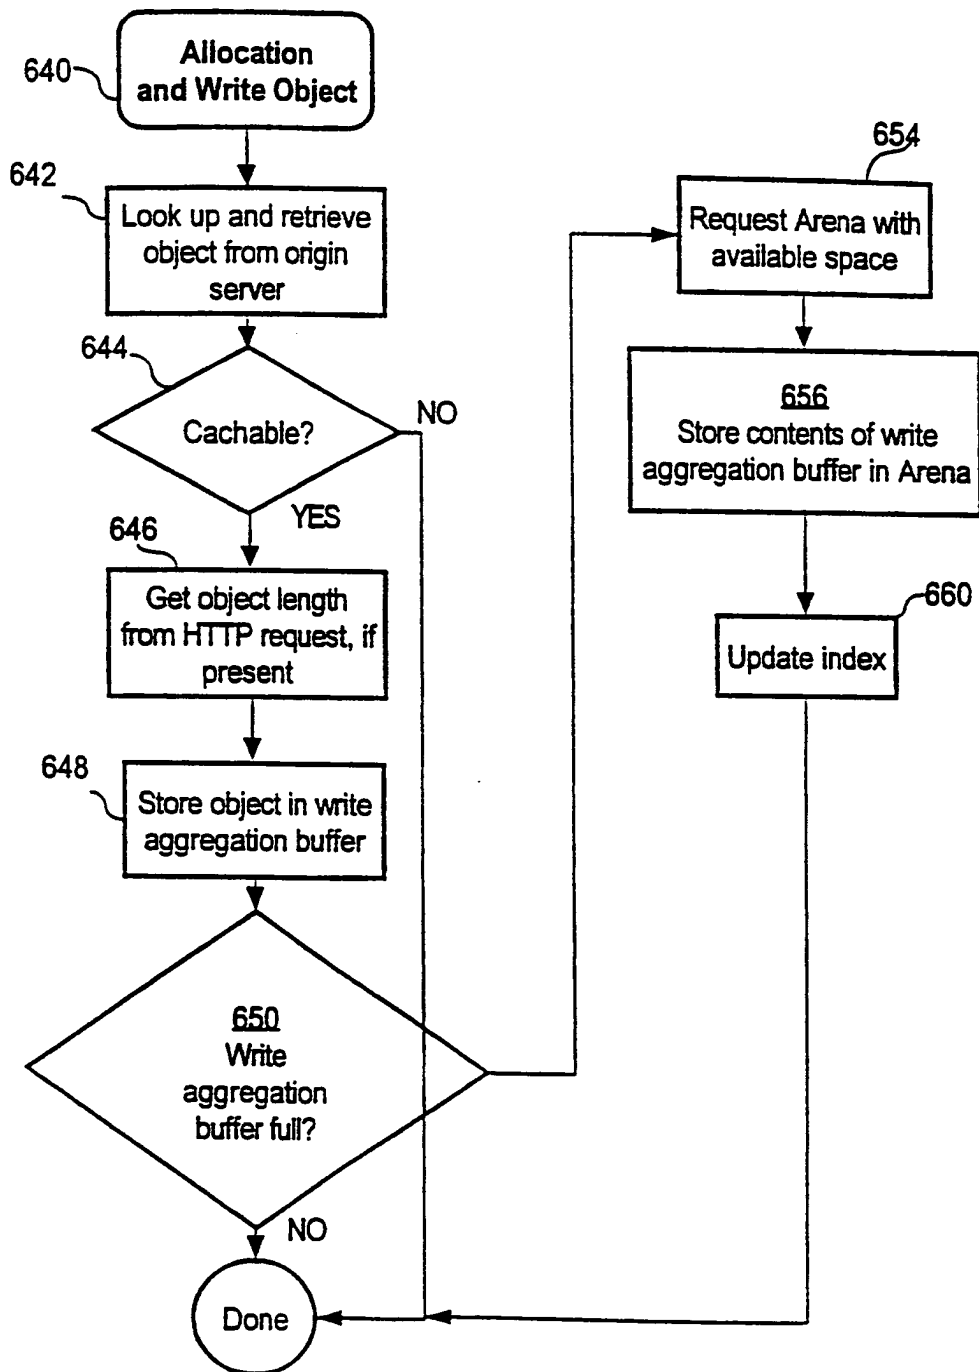 640
Allocation
and Write Object
642
Look up and retrieve
object from origin
server
644
Cachable?
NO
YES
646
Get object length
from HTTP request, if
present
648
Store object in write
aggregation buffer
650
Write
aggregation
buffer full?
NO
Done
654
Request Arena with
available space
656
Store contents of write
aggregation buffer in Arena
660
Update index